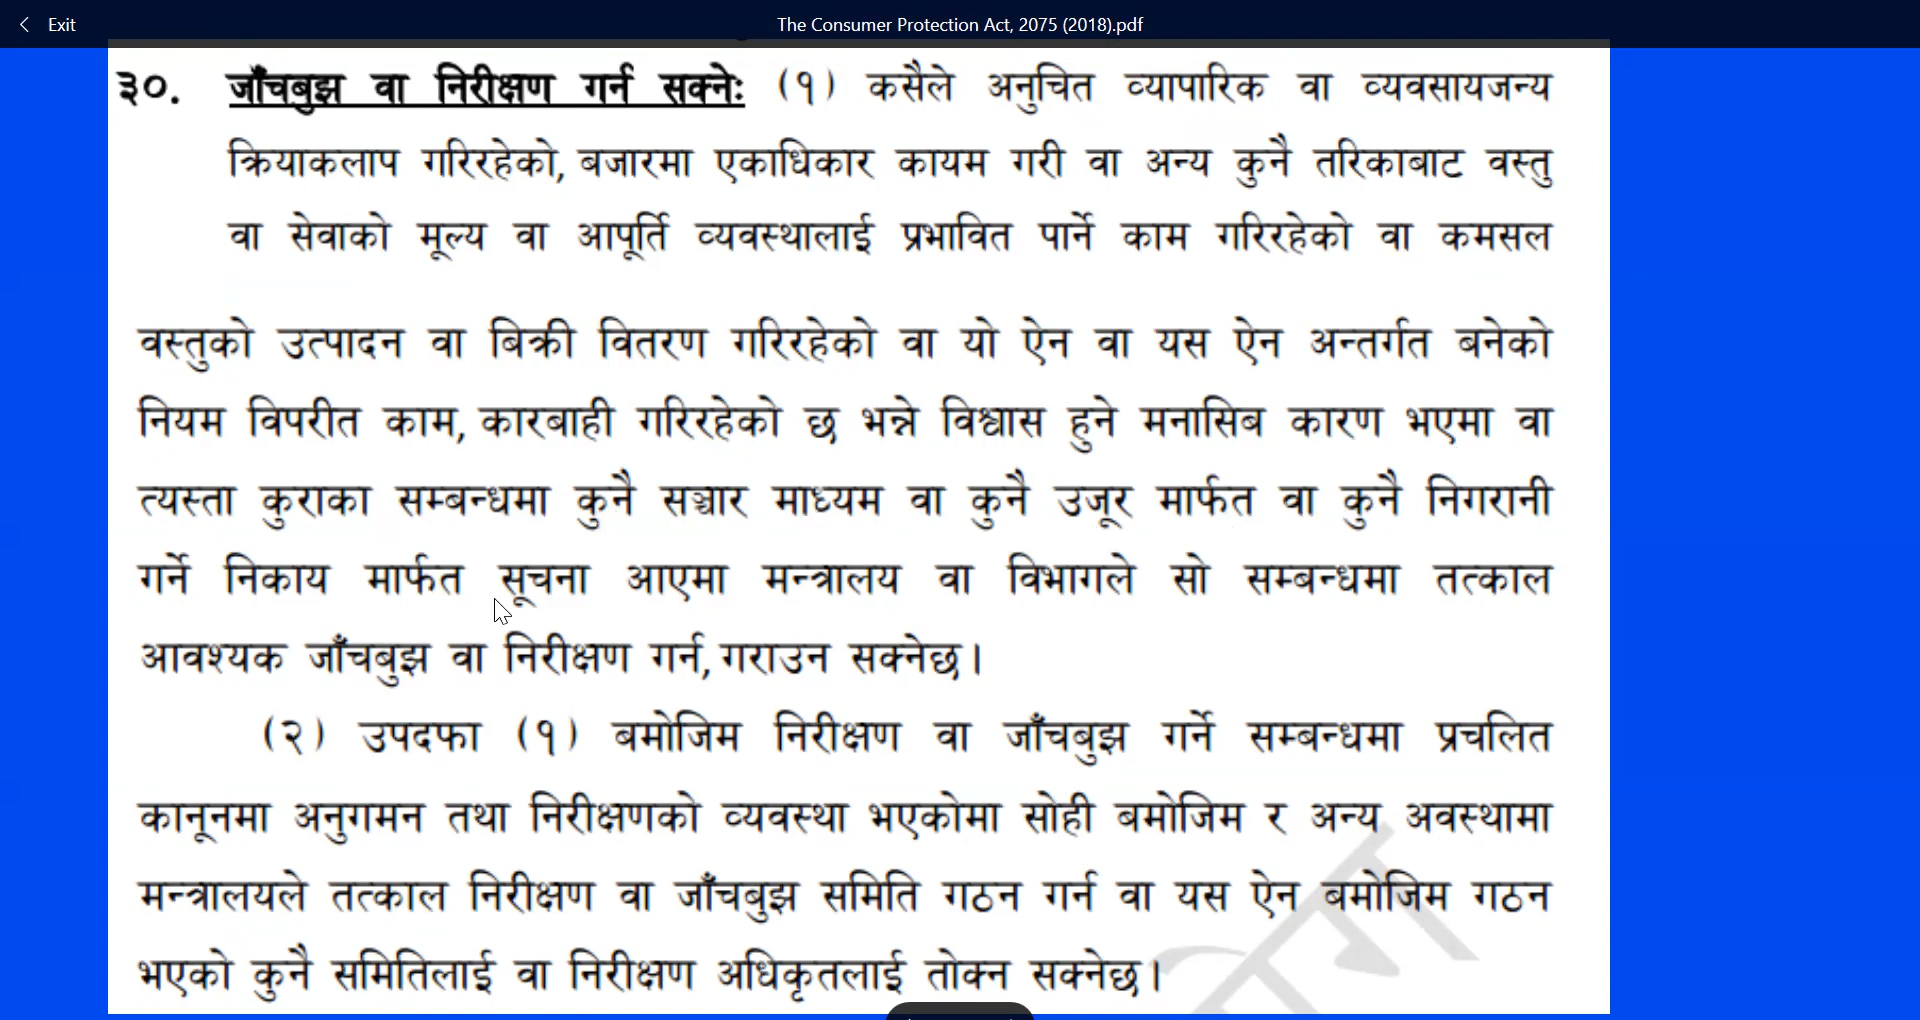 Exit
The Consumer Protection Act, 2075 (2018).pdf
३०. जाँचबुझ वा निरीक्षण गर्न सक्नेः (१) कसैले अनुचित व्यापारिक वा व्यवसायजन्य
क्रियाकलाप गरिरहेको, बजारमा एकाधिकार कायम गरी वा अन्य कुनै तरिकाबाट वस्तु
वा सेवाको मूल्य वा आपूर्ति व्यवस्थालाई प्रभावित पार्ने काम गरिरहेको वा कमसल
वस्तुको उत्पादन वा बिक्री वितरण गरिरहेको वा यो ऐन वा यस ऐन अन्तर्गत बनेको
नियम विपरीत काम, कारबाही गरिरहेको छ भन्ने विश्वास हुने मनासिब कारण भएमा वा
त्यस्ता कुराका सम्बन्धमा कुनै सञ्चार माध्यम वा कुनै उजूर मार्फत वा कुनै निगरानी
गर्ने निकाय मार्फत सूचना आएमा मन्त्रालय वा विभागले सो सम्बन्धमा तत्काल
आवश्यक जाँचबुझ वा निरीक्षण गर्न, गराउन सक्नेछ।
(२) उपदफा (१) बमोजिम निरीक्षण वा जाँचबुझ गर्ने सम्बन्धमा प्रचलित
कानूनमा अनुगमन तथा निरीक्षणको व्यवस्था भएकोमा सोही बमोजिम र अन्य अवस्थामा
मन्त्रालयले तत्काल निरीक्षण वा जाँचबुझ समिति गठन गर्न वा यस ऐन बमोजिम गठन
भएको कुनै समितिलाई वा निरीक्षण अधिकृतलाई तोक्न सक्नेछ।